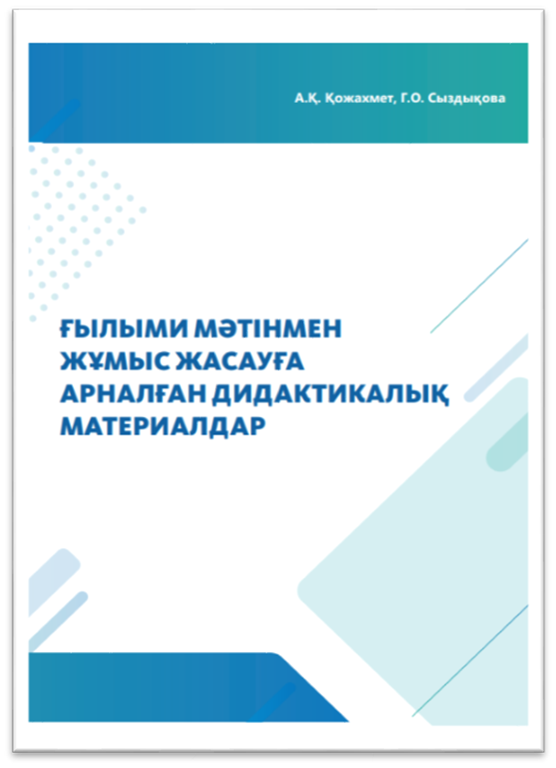 А.Қ. Қожахмет, Г.О. Сыздықова
ҒЫЛЫМИ МӘТІНМЕН
ЖҰМЫС ЖАСАУҒА
АРНАЛҒАН ДИДАКТИКАЛЫҚ
МАТЕРИАЛДАР